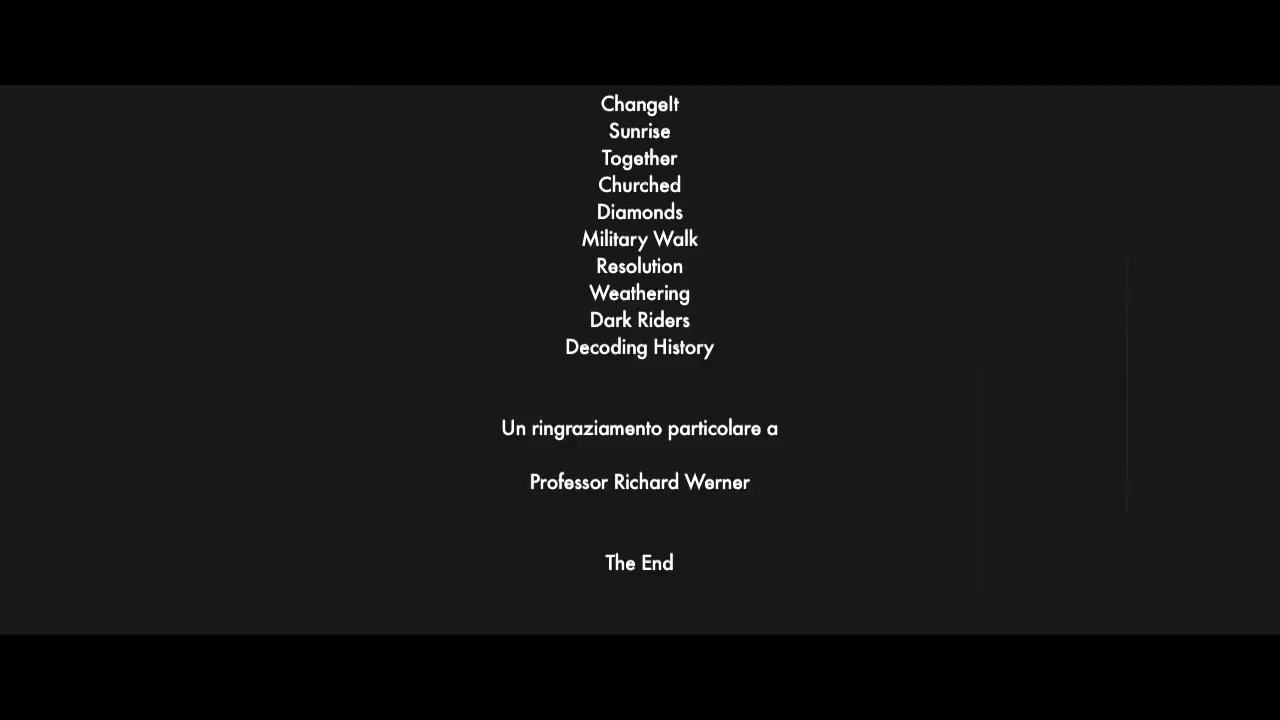 ChangeIt
Sunrise
Together
Churched
Diamonds
Military Walk
Resolution
Weathering
Dark Riders
Decoding History
Un ringraziamento particolare a
Professor Richard Werner
The End